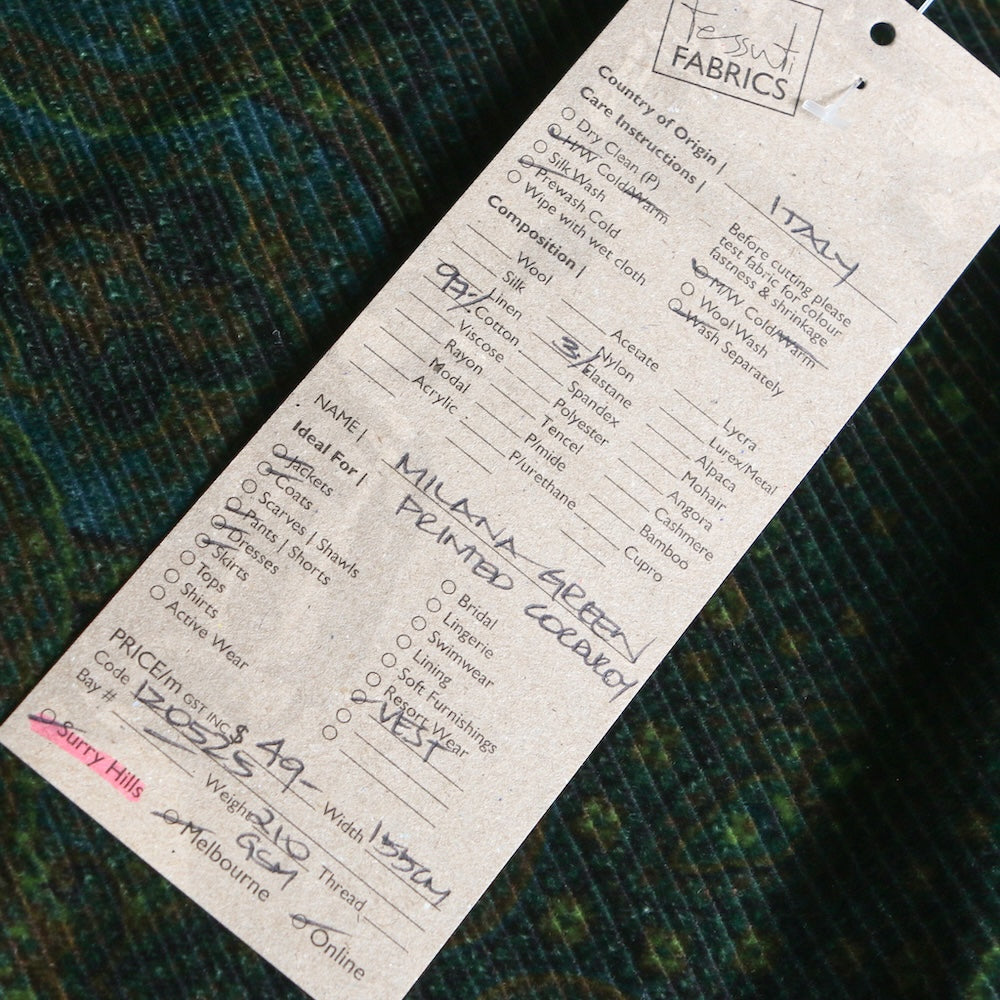 Tessuti
FABRICS
Country of Origin | ITALY
Care Instructions |
Dry Clean (P)
H/W Cold/Warm
Silk Wash
Prewash Cold
Wipe with wet cloth
Before cutting please
test fabric for colour
fastness & shrinkage
M/W Cold/Warm
Wool Wash
Wash Separately
Composition |
Wool
Silk
Linen
97% Cotton
Viscose
Rayon
Modal
Acrylic
Acetate
Nylon
3% Elastane
Spandex
Polyester
Tencel
P/mide
P/urethane
Lycra
Lurex/Metal
Alpaca
Mohair
Angora
Cashmere
Bamboo
Cupro
NAME | MILANA GREEN
PRINTED CORDUROY
Ideal For |
Jackets
Coats
Scarves | Shawls
Pants | Shorts
Dresses
Skirts
Tops
Shirts
Active Wear
Bridal
Lingerie
Swimwear
Lining
Soft Furnishings
Resort Wear
VEST
PRICE/m GST INC $ 49- Width 155CM
Code 120525 Weight 210 GSM Thread
Bay #
Surry Hills
Melbourne
Online